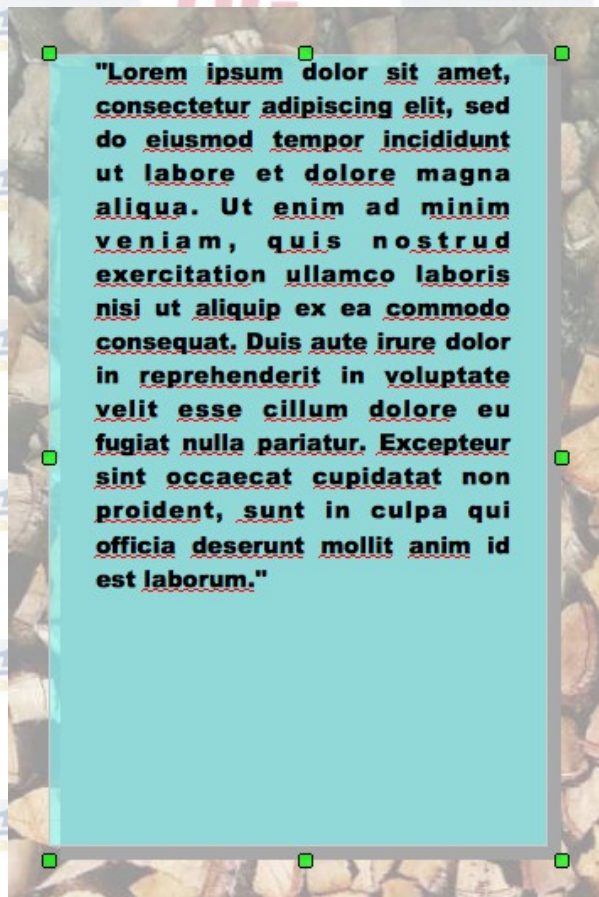 "Lorem ipsum dolor sit amet,
consectetur adipiscing elit, sed
do eiusmod tempor incididunt
ut labore et dolore magna
aliqua. Ut enim ad minim
veniam, quis nostrud
exercitation ullamco laboris
nisi ut aliquip ex ea commodo
consequat. Duis aute irure dolor
in reprehenderit in voluptate
velit esse cillum dolore eu
fugiat nulla pariatur. Excepteur
sint occaecat cupidatat non
proident, sunt in culpa qui
officia deserunt mollit anim id
est laborum."